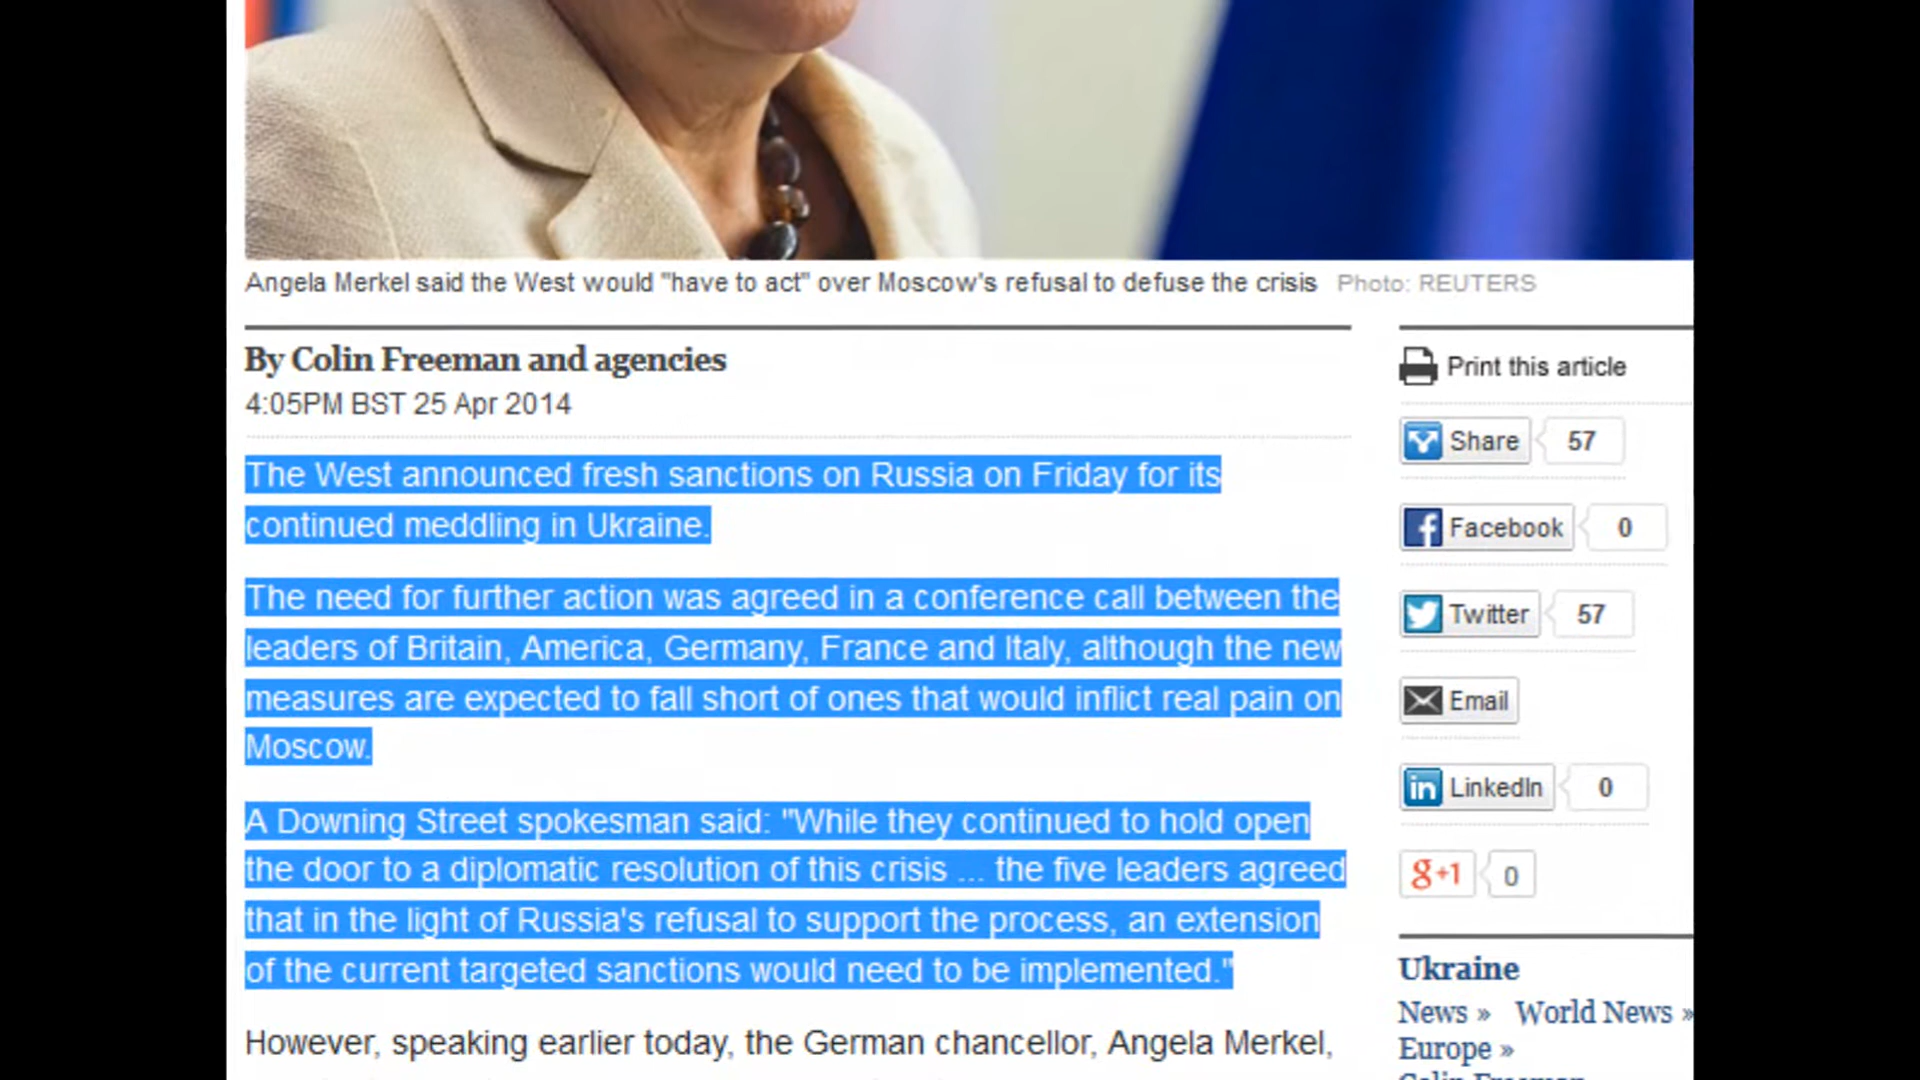 Angela Merkel said the West would "have to act" over Moscow's refusal to defuse the crisis Photo: REUTERS
By Colin Freeman and agencies
4:05PM BST 25 Apr 2014
The West announced fresh sanctions on Russia on Friday for its
continued meddling in Ukraine.
The need for further action was agreed in a conference call between the
leaders of Britain, America, Germany, France and Italy, although the new
measures are expected to fall short of ones that would inflict real pain on
Moscow.
A Downing Street spokesman said: "While they continued to hold open
the door to a diplomatic resolution of this crisis ... the five leaders agreed
that in the light of Russia's refusal to support the process, an extension
of the current targeted sanctions would need to be implemented."
However, speaking earlier today, the German chancellor, Angela Merkel,
Print this article
Share 57
f Facebook 0
Twitter 57
Email
in LinkedIn 0
g+1 0
Ukraine
News » World News »
Europe »
Colin Freeman